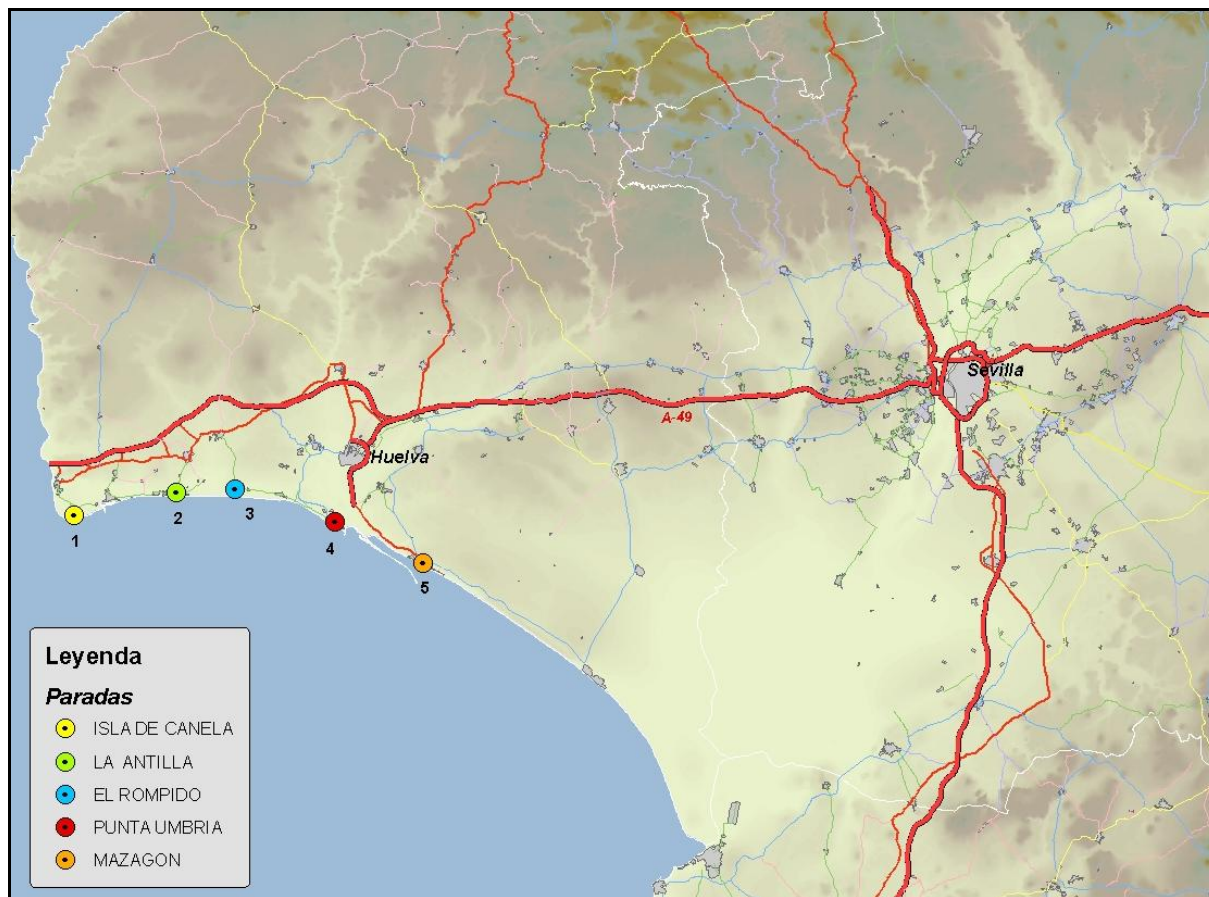 Sevilla
A-49
Huelva
1
2
3
4
5
Leyenda
Paradas
ISLA DE CANELA
LA ANTILLA
EL ROMPIDO
PUNTA UMBRIA
MAZAGON